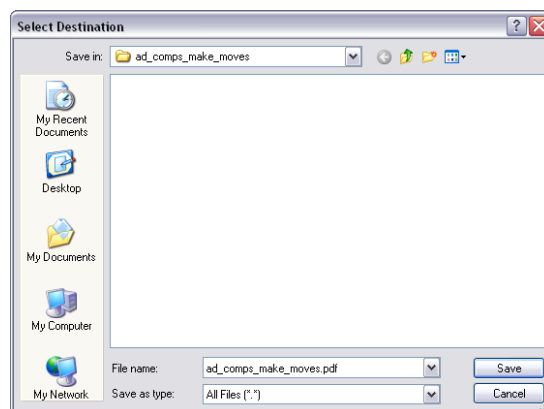 Select Destination
Save in:
ad_comps_make_moves
My Recent
Documents
Desktop
My Documents
My Computer
My Network
File name:
ad_comps_make_moves.pdf
Save
Save as type:
All Files (*.*)
Cancel